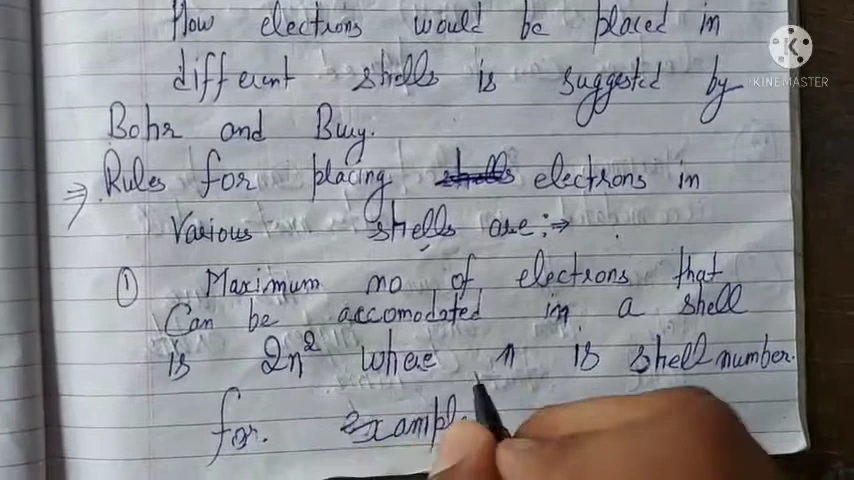 How electrons would be placed in
different shells is suggested by
Bohr and Bury.
⇒ Rules for placing shells electrons in
Various shells are:⇒
① Maximum no of electrons that
Can be accomodated in a shell
is 2n² where n is shell number.
for. exampl
K
KINEMASTER